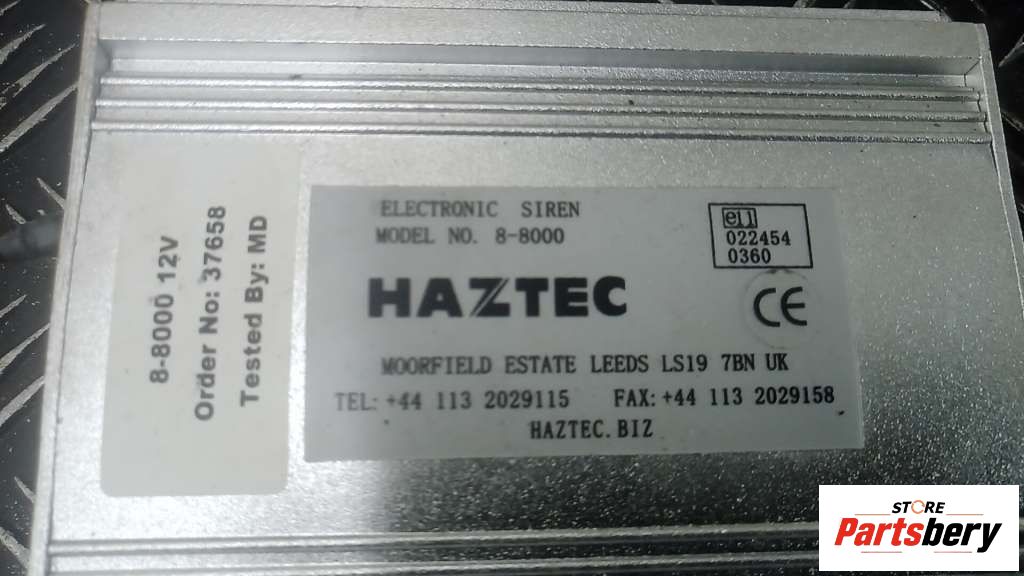 8-8000 12V
Order No: 37658
Tested By: MD
ELECTRONIC SIREN
MODEL NO. 8-8000
e11
022454
0360
HAZTEC
CE
MOORFIELD ESTATE LEEDS LS19 7BN UK
TEL: +44 113 2029115 FAX: +44 113 2029158
HAZTEC.BIZ
STORE
Partsbery